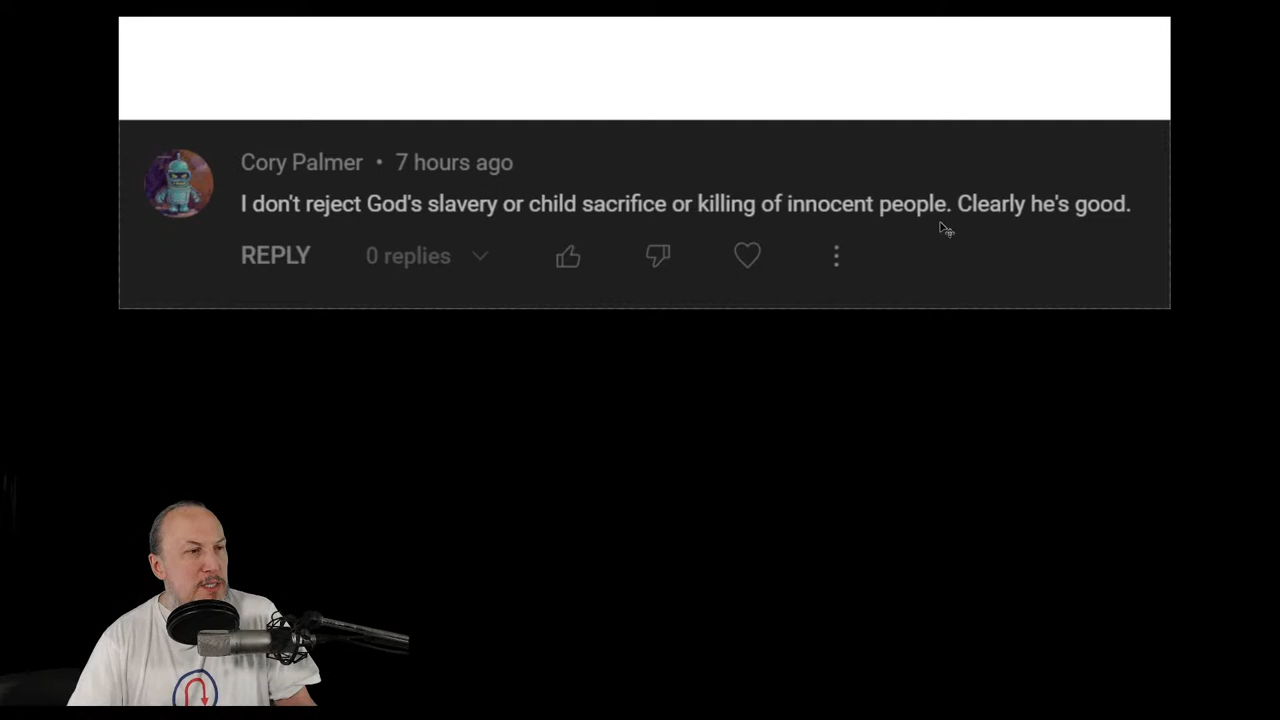 Cory Palmer • 7 hours ago
I don't reject God's slavery or child sacrifice or killing of innocent people. Clearly he's good.
REPLY 0 replies